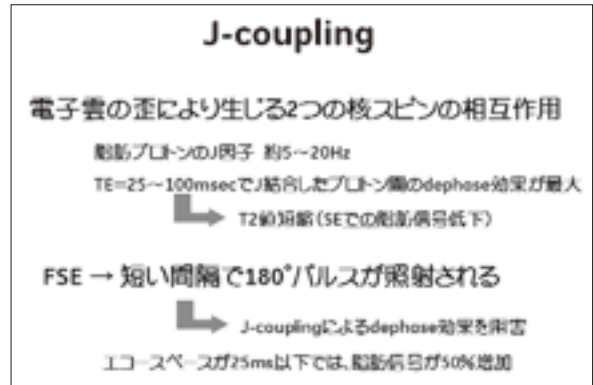 J-coupling
電子雲の歪により生じる2つの核スピンの相互作用
脂肪プロトンのJ因子 約5～20Hz
TE=25～100msecでJ結合したプロトン間のdephase効果が最大
T2値短縮(SEでの脂肪信号低下)
FSE → 短い間隔で180°パルスが照射される
J-couplingによるdephase効果を阻害
エコースペースが25ms以下では、脂肪信号が50%増加